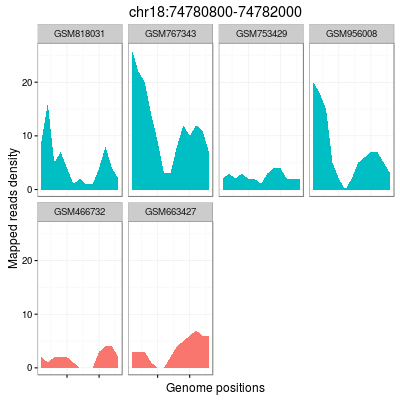 chr18:74780800-74782000
GSM818031 GSM767343 GSM753429 GSM956008
20
10
0
GSM466732 GSM663427
20
10
0
Mapped reads density
Genome positions